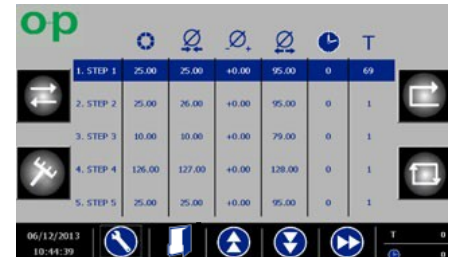 op
T
1. STEP 1 25.00 25.00 +0.00 95.00 0 69
2. STEP 2 25.00 26.00 +0.00 95.00 0 1
3. STEP 3 10.00 10.00 +0.00 79.00 0 1
4. STEP 4 126.00 127.00 +0.00 128.00 0 1
5. STEP 5 25.00 25.00 +0.00 95.00 0 1
06/12/2013 T 0
10:44:39 0